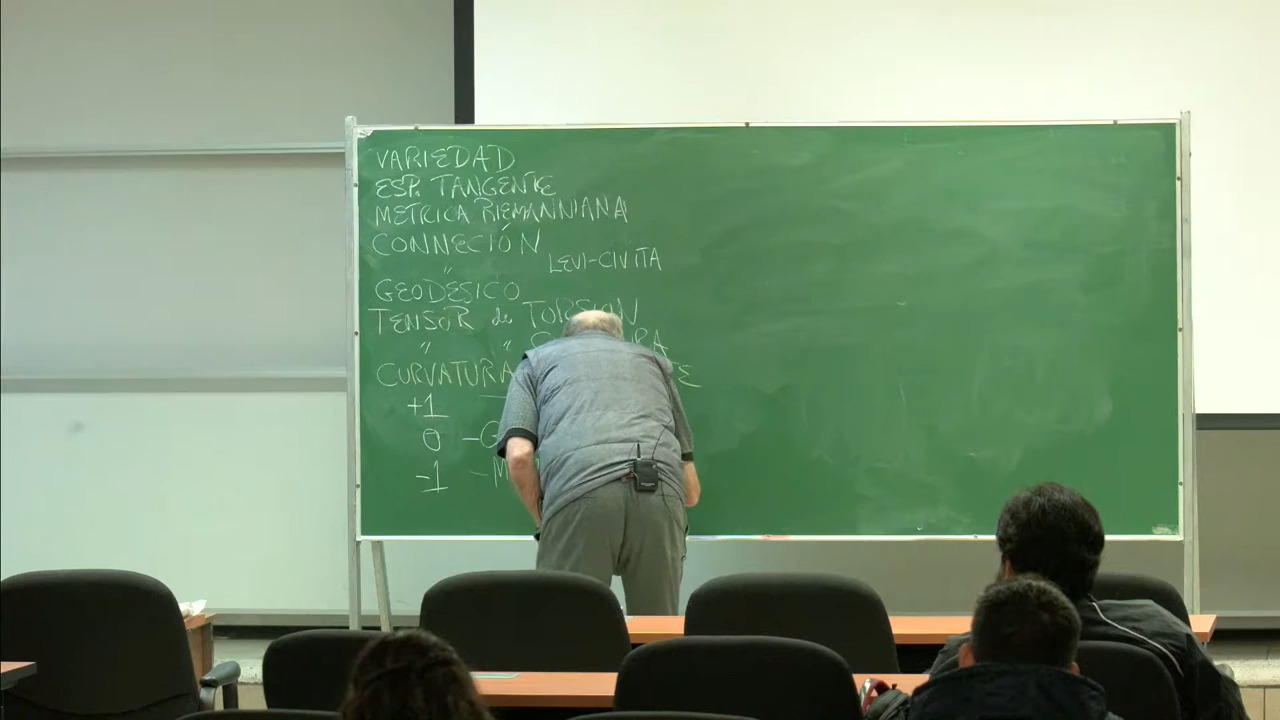 VARIEDAD
ESP. TANGENTE
METRICA RIEMANNIANA
CONNECIÓN
" LEVI-CIVITA
GEODÉSICO
TENSOR de TORSION
" "
CURVATURA
+1
0
-1